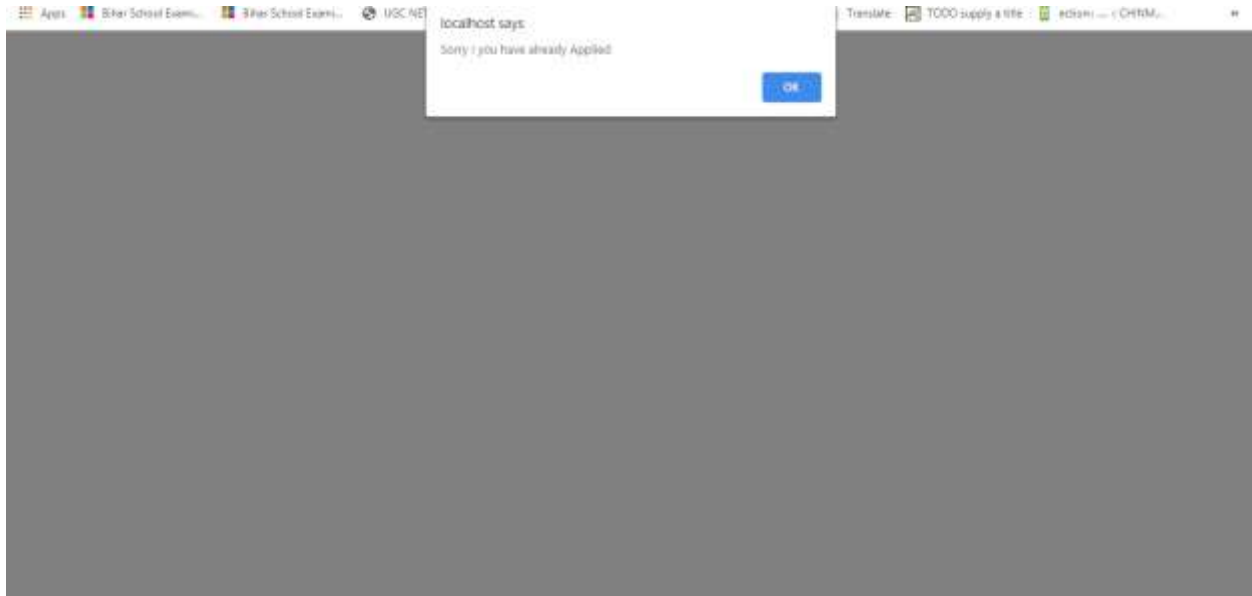 Apps Bihar School Exami... Bihar School Exami... UGC NET Translate TODO supply a title
localhost says
Sorry ! you have already Applied
OK